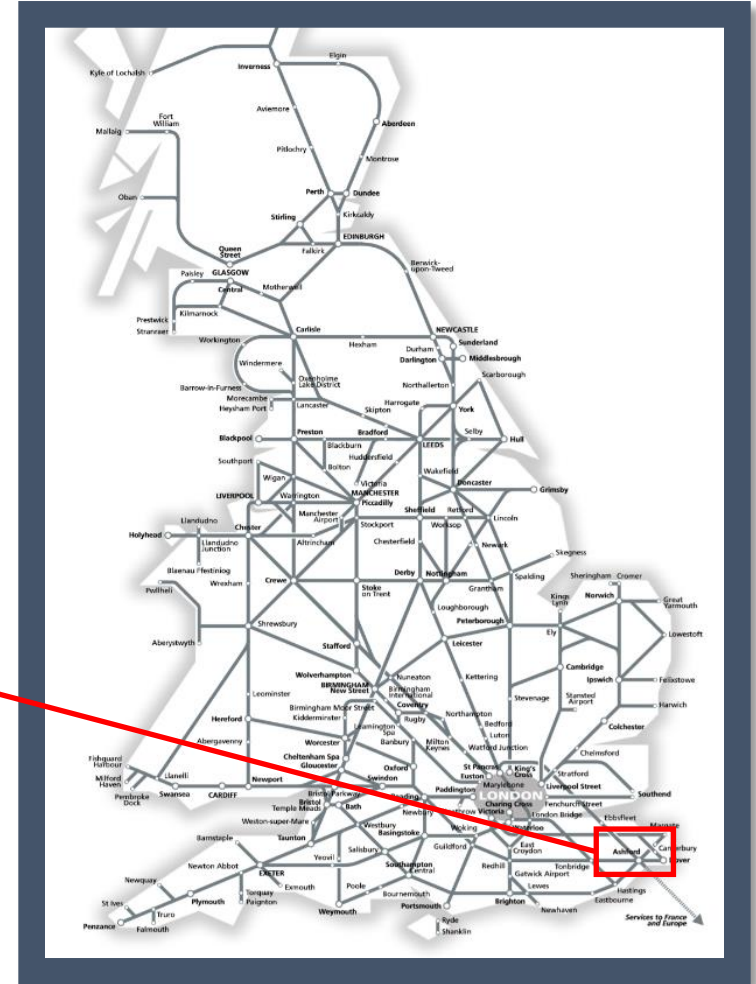 Elgin
Inverness
Kyle of Lochalsh
Aviemore
Fort
William
Mallaig
Aberdeen
Pitlochry
Montrose
Perth
Dundee
Oban
Stirling
Kirkcaldy
EDINBURGH
Queen
Street
Falkirk
Berwick-
upon-Tweed
Paisley
GLASGOW
Central
Motherwell
Prestwick
Kilmarnock
Stranraer
Carlisle
NEWCASTLE
Workington
Hexham
Sunderland
Durham
Darlington
Middlesbrough
Windermere
Scarborough
Oxenholme
Lake District
Barrow-in-Furness
Northallerton
Morecambe
Heysham Port
Lancaster
Harrogate
Skipton
York
Blackpool
Preston
Bradford
Selby
Hull
Blackburn
LEEDS
Southport
Huddersfield
Bolton
Wakefield
Wigan
Victoria
Doncaster
Grimsby
LIVERPOOL
Warrington
MANCHESTER
Piccadilly
Manchester
Airport
Sheffield
Retford
Lincoln
Llandudno
Chester
Stockport
Worksop
Holyhead
Llandudno
Junction
Altrincham
Chesterfield
Newark
Skegness
Blaenau Ffestiniog
Derby
Nottingham
Pwllheli
Wrexham
Crewe
Stoke
on Trent
Grantham
Spalding
Sheringham
Cromer
Kings
Lynn
Norwich
Great
Yarmouth
Loughborough
Peterborough
Shrewsbury
Ely
Lowestoft
Aberystwyth
Stafford
Leicester
Wolverhampton
Cambridge
BIRMINGHAM
New Street
Nuneaton
Kettering
Ipswich
Felixstowe
Birmingham
International
Leominster
Coventry
Stevenage
Stansted
Airport
Harwich
Birmingham Moor Street
Kidderminster
Rugby
Northampton
Hereford
Leamington
Spa
Bedford
Colchester
Worcester
Banbury
Milton
Keynes
Luton
Abergavenny
Watford Junction
Chelmsford
Fishguard
Harbour
Cheltenham Spa
Gloucester
Oxford
St Pancras
King's
Cross
Euston
Stratford
Milford
Haven
Llanelli
Newport
Swindon
Marylebone
Liverpool Street
Pembroke
Dock
Swansea
CARDIFF
Bristol Parkway
Reading
Paddington
LONDON
Southend
Bristol
Temple Meads
Bath
Newbury
Charing Cross
Fenchurch Street
Victoria
London Bridge
Ebbsfleet
Weston-super-Mare
Westbury
Waterloo
Margate
Barnstaple
Taunton
Basingstoke
Woking
East
Croydon
Canterbury
Yeovil
Salisbury
Guildford
Ashford
Dover
Newton Abbot
EXETER
Southampton
Central
Redhill
Tonbridge
Gatwick Airport
Newquay
Exmouth
Poole
Lewes
Hastings
Torquay
Paignton
Bournemouth
Eastbourne
St Ives
Plymouth
Brighton
Newhaven
Truro
Weymouth
Portsmouth
Penzance
Falmouth
Ryde
Shanklin
Services to France
and Europe